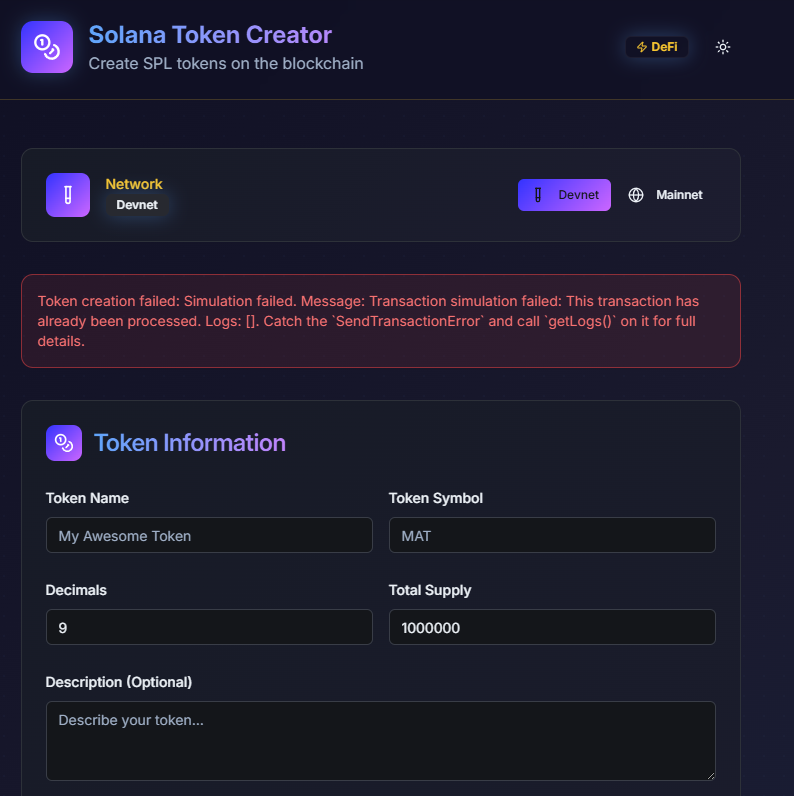 Solana Token Creator
Create SPL tokens on the blockchain
DeFi
Network
Devnet
Devnet
Mainnet
Token creation failed: Simulation failed. Message: Transaction simulation failed: This transaction has
already been processed. Logs: []. Catch the `SendTransactionError` and call `getLogs()` on it for full
details.
Token Information
Token Name
My Awesome Token
Token Symbol
MAT
Decimals
9
Total Supply
1000000
Description (Optional)
Describe your token...